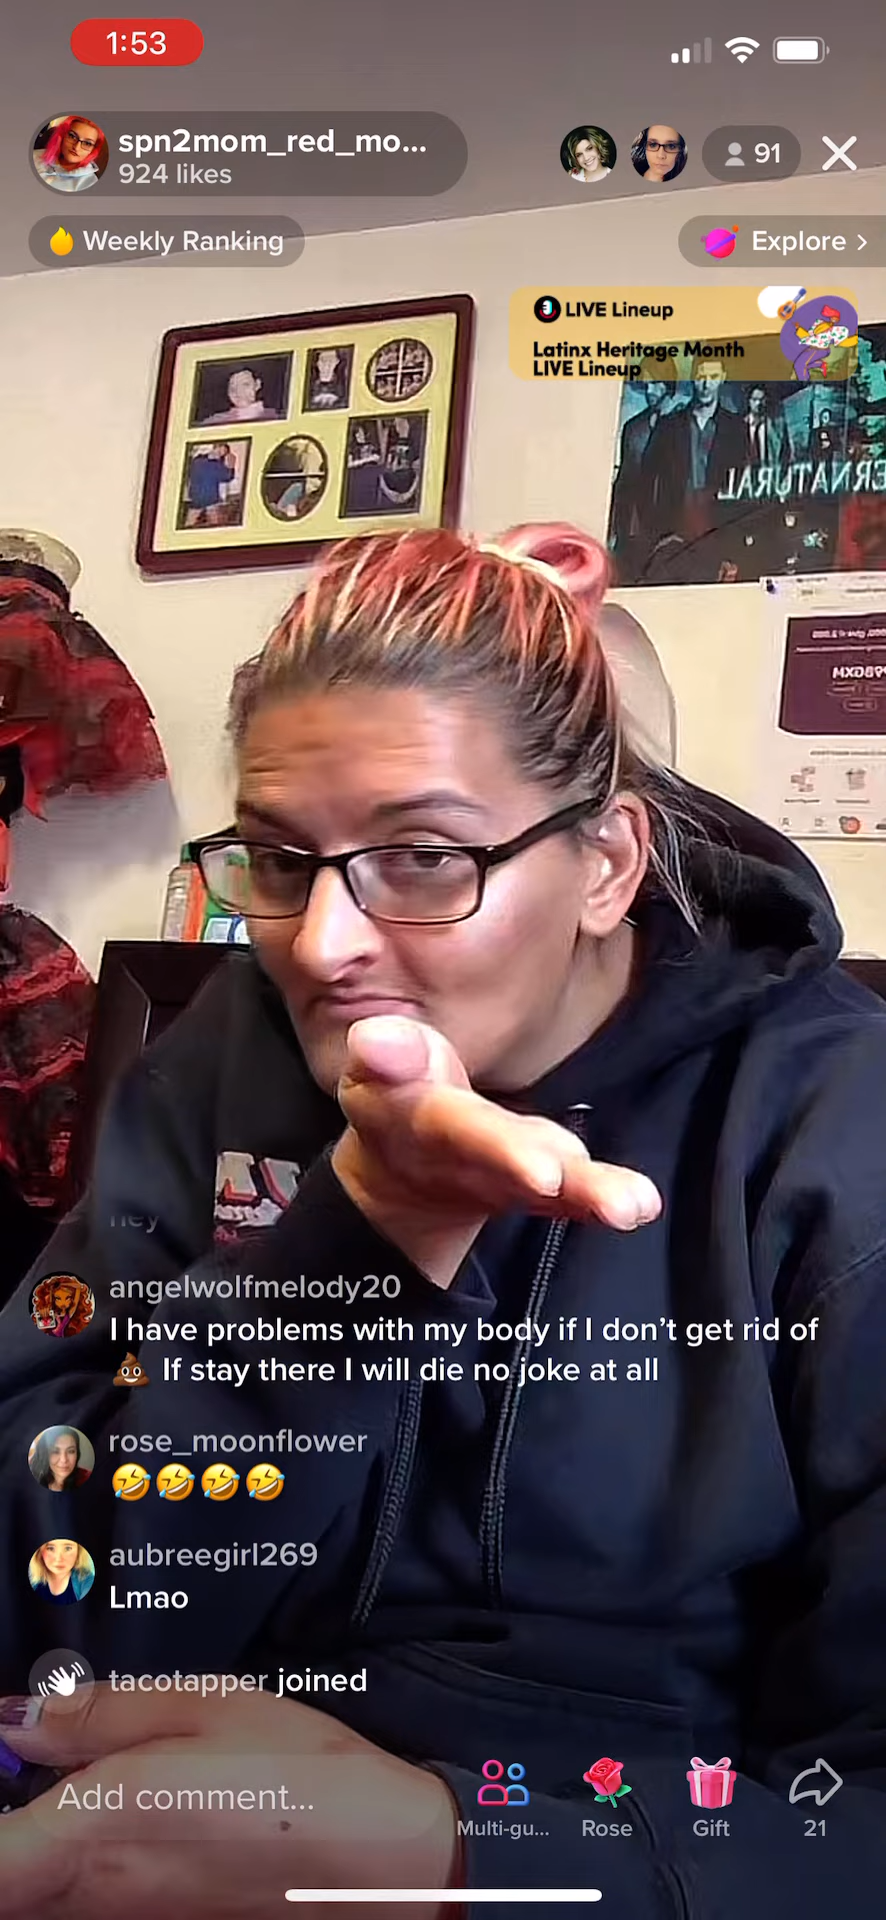 1:53
spn2mom_red_mo...
924 likes
91
Weekly Ranking
Explore >
LIVE Lineup
Latinx Heritage Month
LIVE Lineup
ERNATURAL
hey
angelwolfmelody20
I have problems with my body if I don’t get rid of
💩 If stay there I will die no joke at all
rose_moonflower
🤣🤣🤣🤣
aubreegirl269
Lmao
tacotapper joined
Add comment...
Multi-gu...
Rose
Gift
21